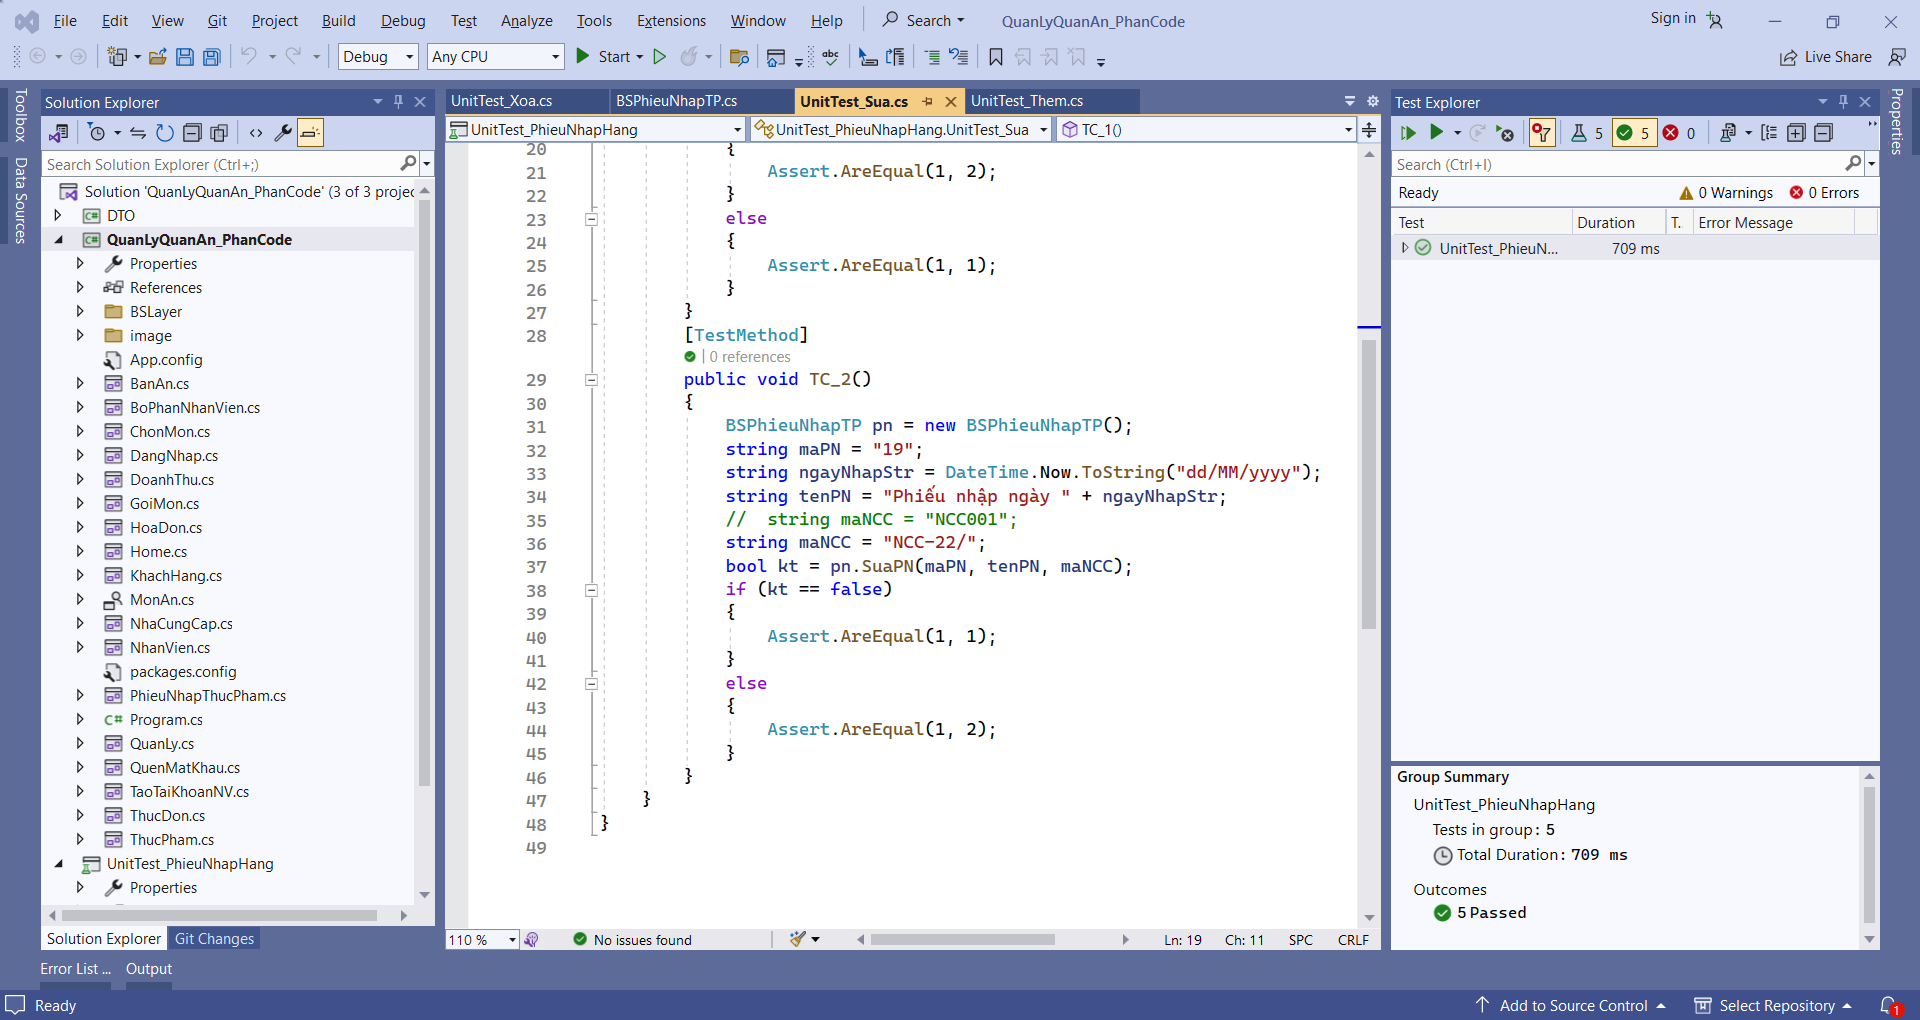 File Edit View Git Project Build Debug Test Analyze Tools Extensions Window Help Search QuanLyQuanAn_PhanCode Sign in
Debug Any CPU Start abc Live Share
Toolbox
Data Sources
Solution Explorer
Search Solution Explorer (Ctrl+;)
Solution 'QuanLyQuanAn_PhanCode' (3 of 3 projec
DTO
QuanLyQuanAn_PhanCode
Properties
References
BSLayer
image
App.config
BanAn.cs
BoPhanNhanVien.cs
ChonMon.cs
DangNhap.cs
DoanhThu.cs
GoiMon.cs
HoaDon.cs
Home.cs
KhachHang.cs
MonAn.cs
NhaCungCap.cs
NhanVien.cs
packages.config
PhieuNhapThucPham.cs
Program.cs
QuanLy.cs
QuenMatKhau.cs
TaoTaiKhoanNV.cs
ThucDon.cs
ThucPham.cs
UnitTest_PhieuNhapHang
Properties
Solution Explorer Git Changes
UnitTest_Xoa.cs BSPhieuNhapTP.cs UnitTest_Sua.cs UnitTest_Them.cs
UnitTest_PhieuNhapHang UnitTest_PhieuNhapHang.UnitTest_Sua TC_1()
20 {
21 Assert.AreEqual(1, 2);
22 }
23 else
24 {
25 Assert.AreEqual(1, 1);
26 }
27 }
28 [TestMethod]
| 0 references
29 public void TC_2()
30 {
31 BSPhieuNhapTP pn = new BSPhieuNhapTP();
32 string maPN = "19";
33 string ngayNhapStr = DateTime.Now.ToString("dd/MM/yyyy");
34 string tenPN = "Phiếu nhập ngày " + ngayNhapStr;
35 // string maNCC = "NCC001";
36 string maNCC = "NCC-22/";
37 bool kt = pn.SuaPN(maPN, tenPN, maNCC);
38 if (kt == false)
39 {
40 Assert.AreEqual(1, 1);
41 }
42 else
43 {
44 Assert.AreEqual(1, 2);
45 }
46 }
47 }
48 }
49
110 % No issues found Ln: 19 Ch: 11 SPC CRLF
Test Explorer
5 5 0
Search (Ctrl+I)
Ready 0 Warnings 0 Errors
Test Duration T. Error Message
UnitTest_PhieuN... 709 ms
Group Summary
UnitTest_PhieuNhapHang
Tests in group: 5
Total Duration: 709 ms
Outcomes
5 Passed
Properties
Error List ... Output
Ready Add to Source Control Select Repository 1